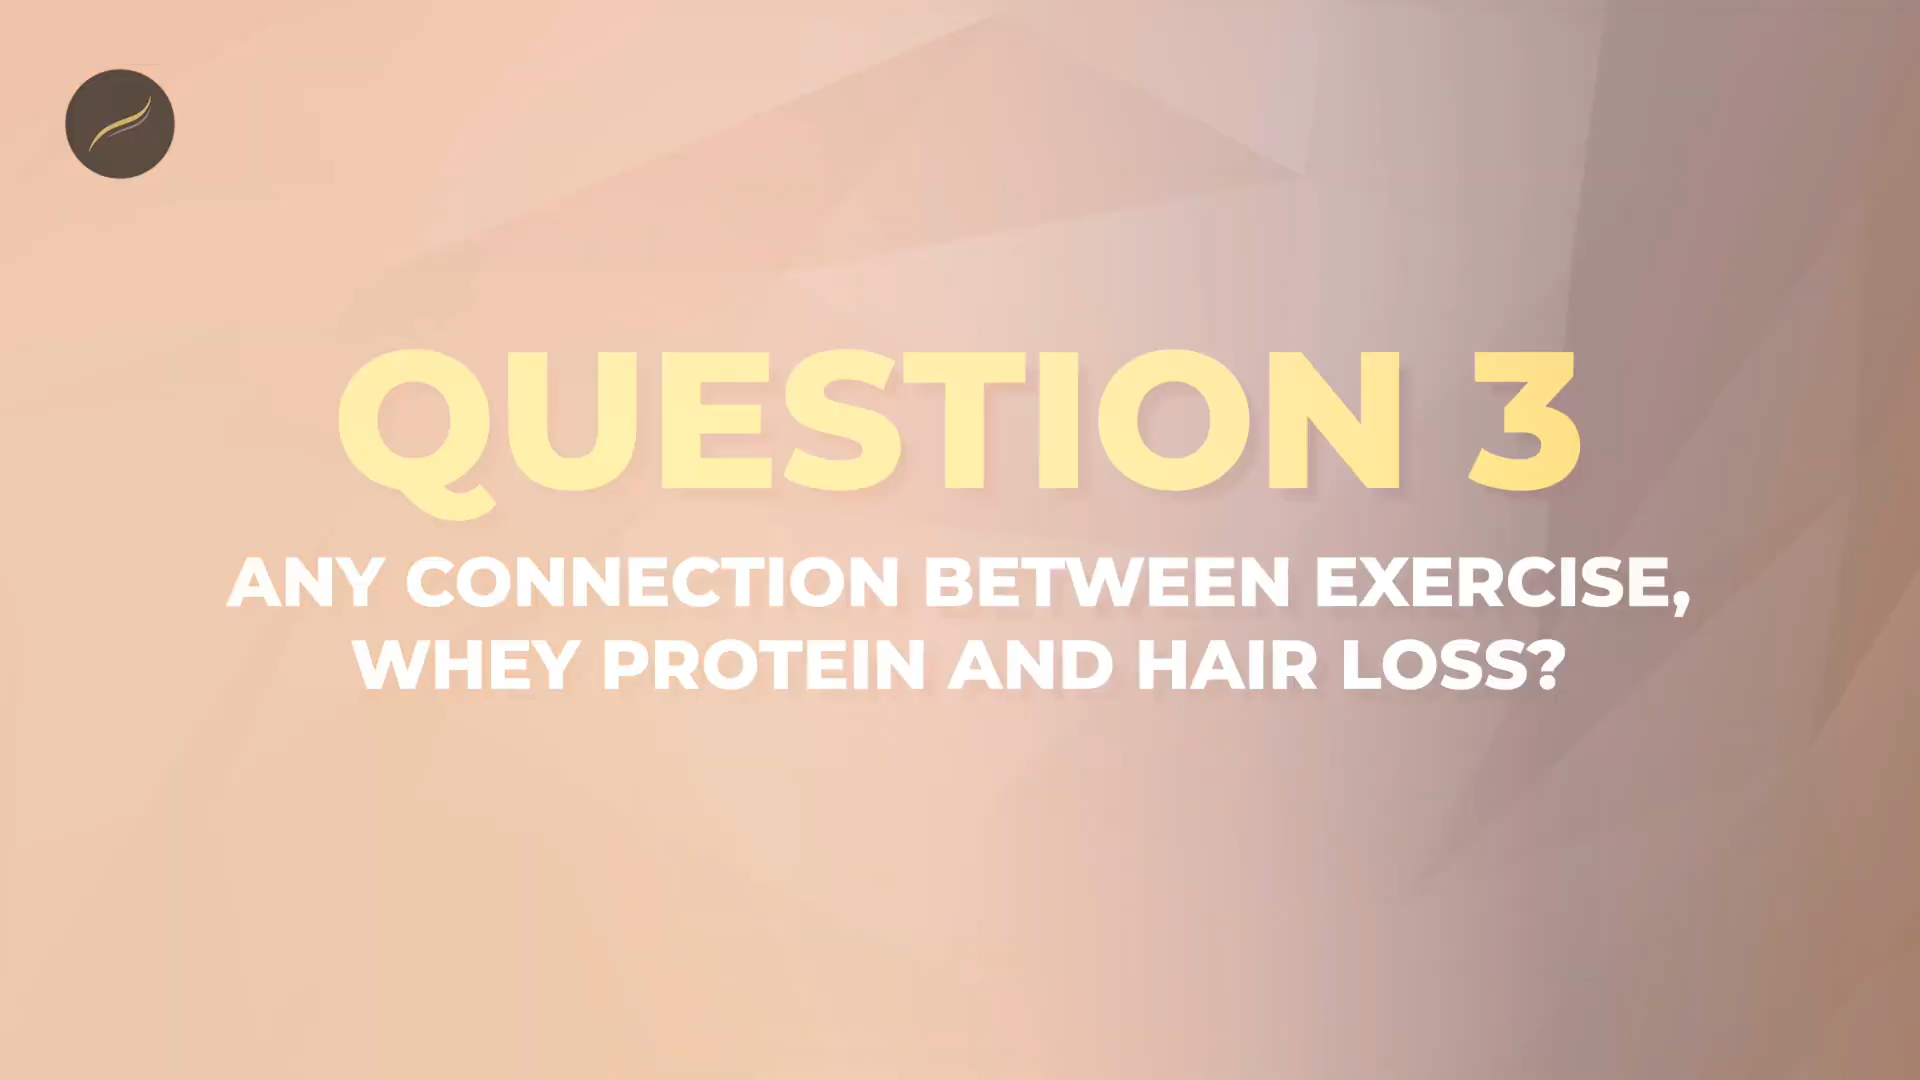 QUESTION 3
ANY CONNECTION BETWEEN EXERCISE,
WHEY PROTEIN AND HAIR LOSS?